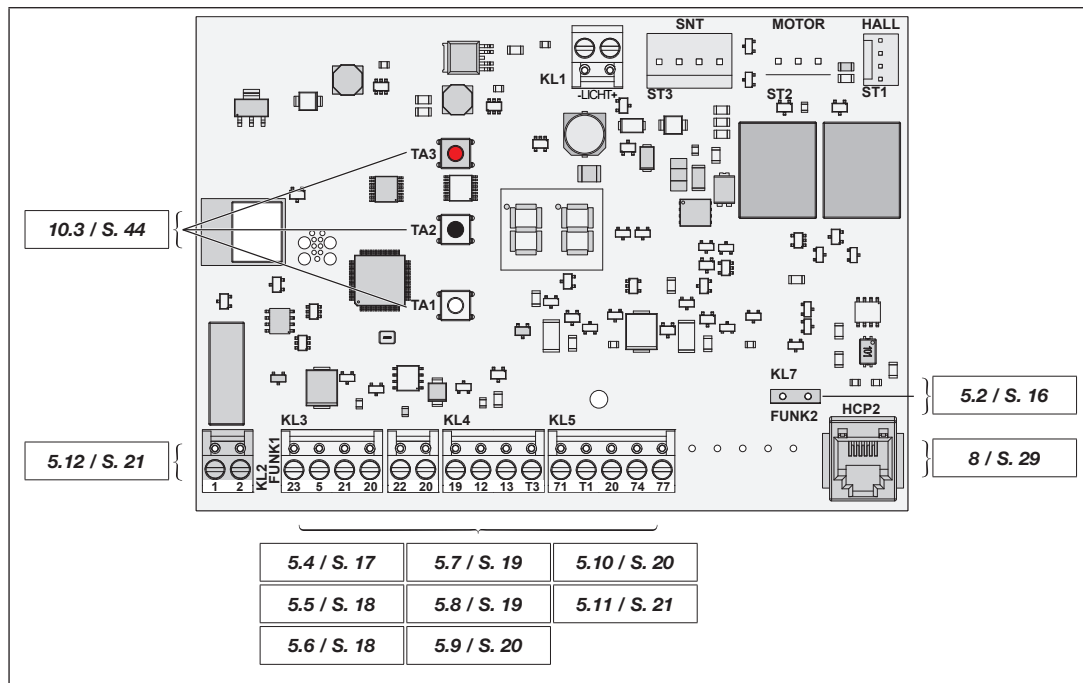 SNT MOTOR HALL
KL1
-LICHT+ ST3 ST2 ST1
TA3
10.3 / S. 44
TA2
TA1
101
KL7
5.2 / S. 16
FUNK2 HCP2
KL3 KL4 KL5
5.12 / S. 21
8 / S. 29
KL2
FUNK1
1 2 23 5 21 20 22 20 19 12 13 T3 71 T1 20 74 77
5.4 / S. 17 5.7 / S. 19 5.10 / S. 20
5.5 / S. 18 5.8 / S. 19 5.11 / S. 21
5.6 / S. 18 5.9 / S. 20